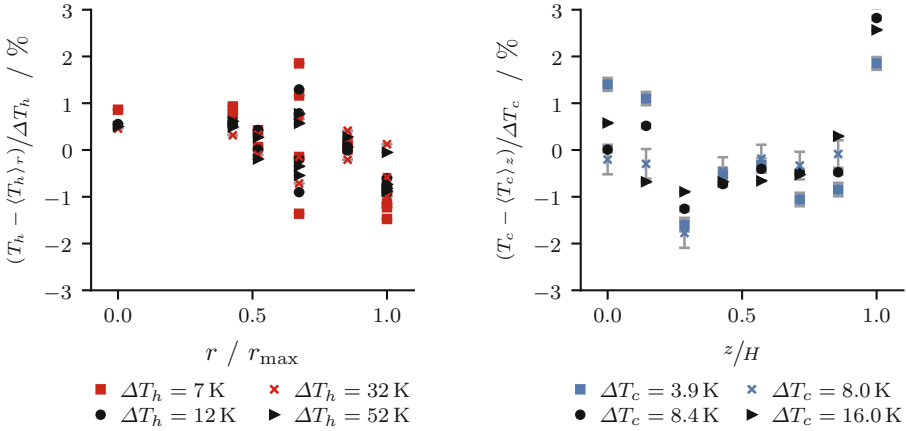 3
2
1
0
−1
−2
−3
(T_h − ⟨T_h⟩_r)/ΔT_h / %
0.0 0.5 1.0
r / r_max
ΔT_h = 7 K
ΔT_h = 32 K
ΔT_h = 12 K
ΔT_h = 52 K
3
2
1
0
−1
−2
−3
(T_c − ⟨T_c⟩_z)/ΔT_c / %
0.0 0.5 1.0
z/H
ΔT_c = 3.9 K
ΔT_c = 8.0 K
ΔT_c = 8.4 K
ΔT_c = 16.0 K